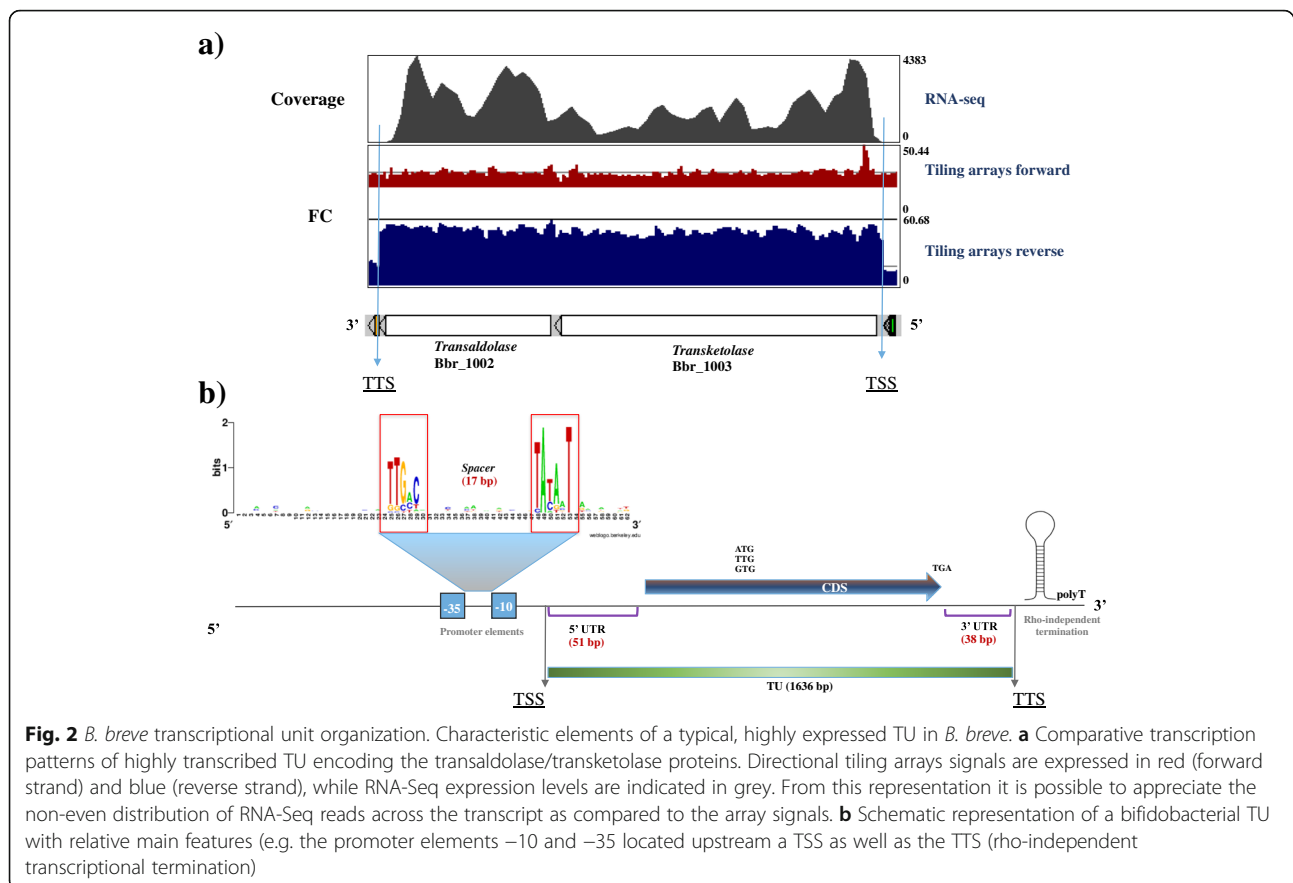 a)
4383
Coverage
RNA-seq
0
50.44
Tiling arrays forward
0
FC
60.68
Tiling arrays reverse
0
3’
5’
Transaldolase
Bbr_1002
Transketolase
Bbr_1003
TTS
TSS
b)
2
bits
1
0
Spacer
(17 bp)
TTGAC
TATAAT
5′
3′
weblogo.berkeley.edu
ATG
TTG
GTG
TGA
CDS
polyT
-35
-10
3’
5’
Promoter elements
5’ UTR
(51 bp)
3’ UTR
(38 bp)
Rho-independent
termination
TU (1636 bp)
TSS
TTS
Fig. 2 B. breve transcriptional unit organization. Characteristic elements of a typical, highly expressed TU in B. breve. a Comparative transcription
patterns of highly transcribed TU encoding the transaldolase/transketolase proteins. Directional tiling arrays signals are expressed in red (forward
strand) and blue (reverse strand), while RNA-Seq expression levels are indicated in grey. From this representation it is possible to appreciate the
non-even distribution of RNA-Seq reads across the transcript as compared to the array signals. b Schematic representation of a bifidobacterial TU
with relative main features (e.g. the promoter elements −10 and −35 located upstream a TSS as well as the TTS (rho-independent
transcriptional termination)